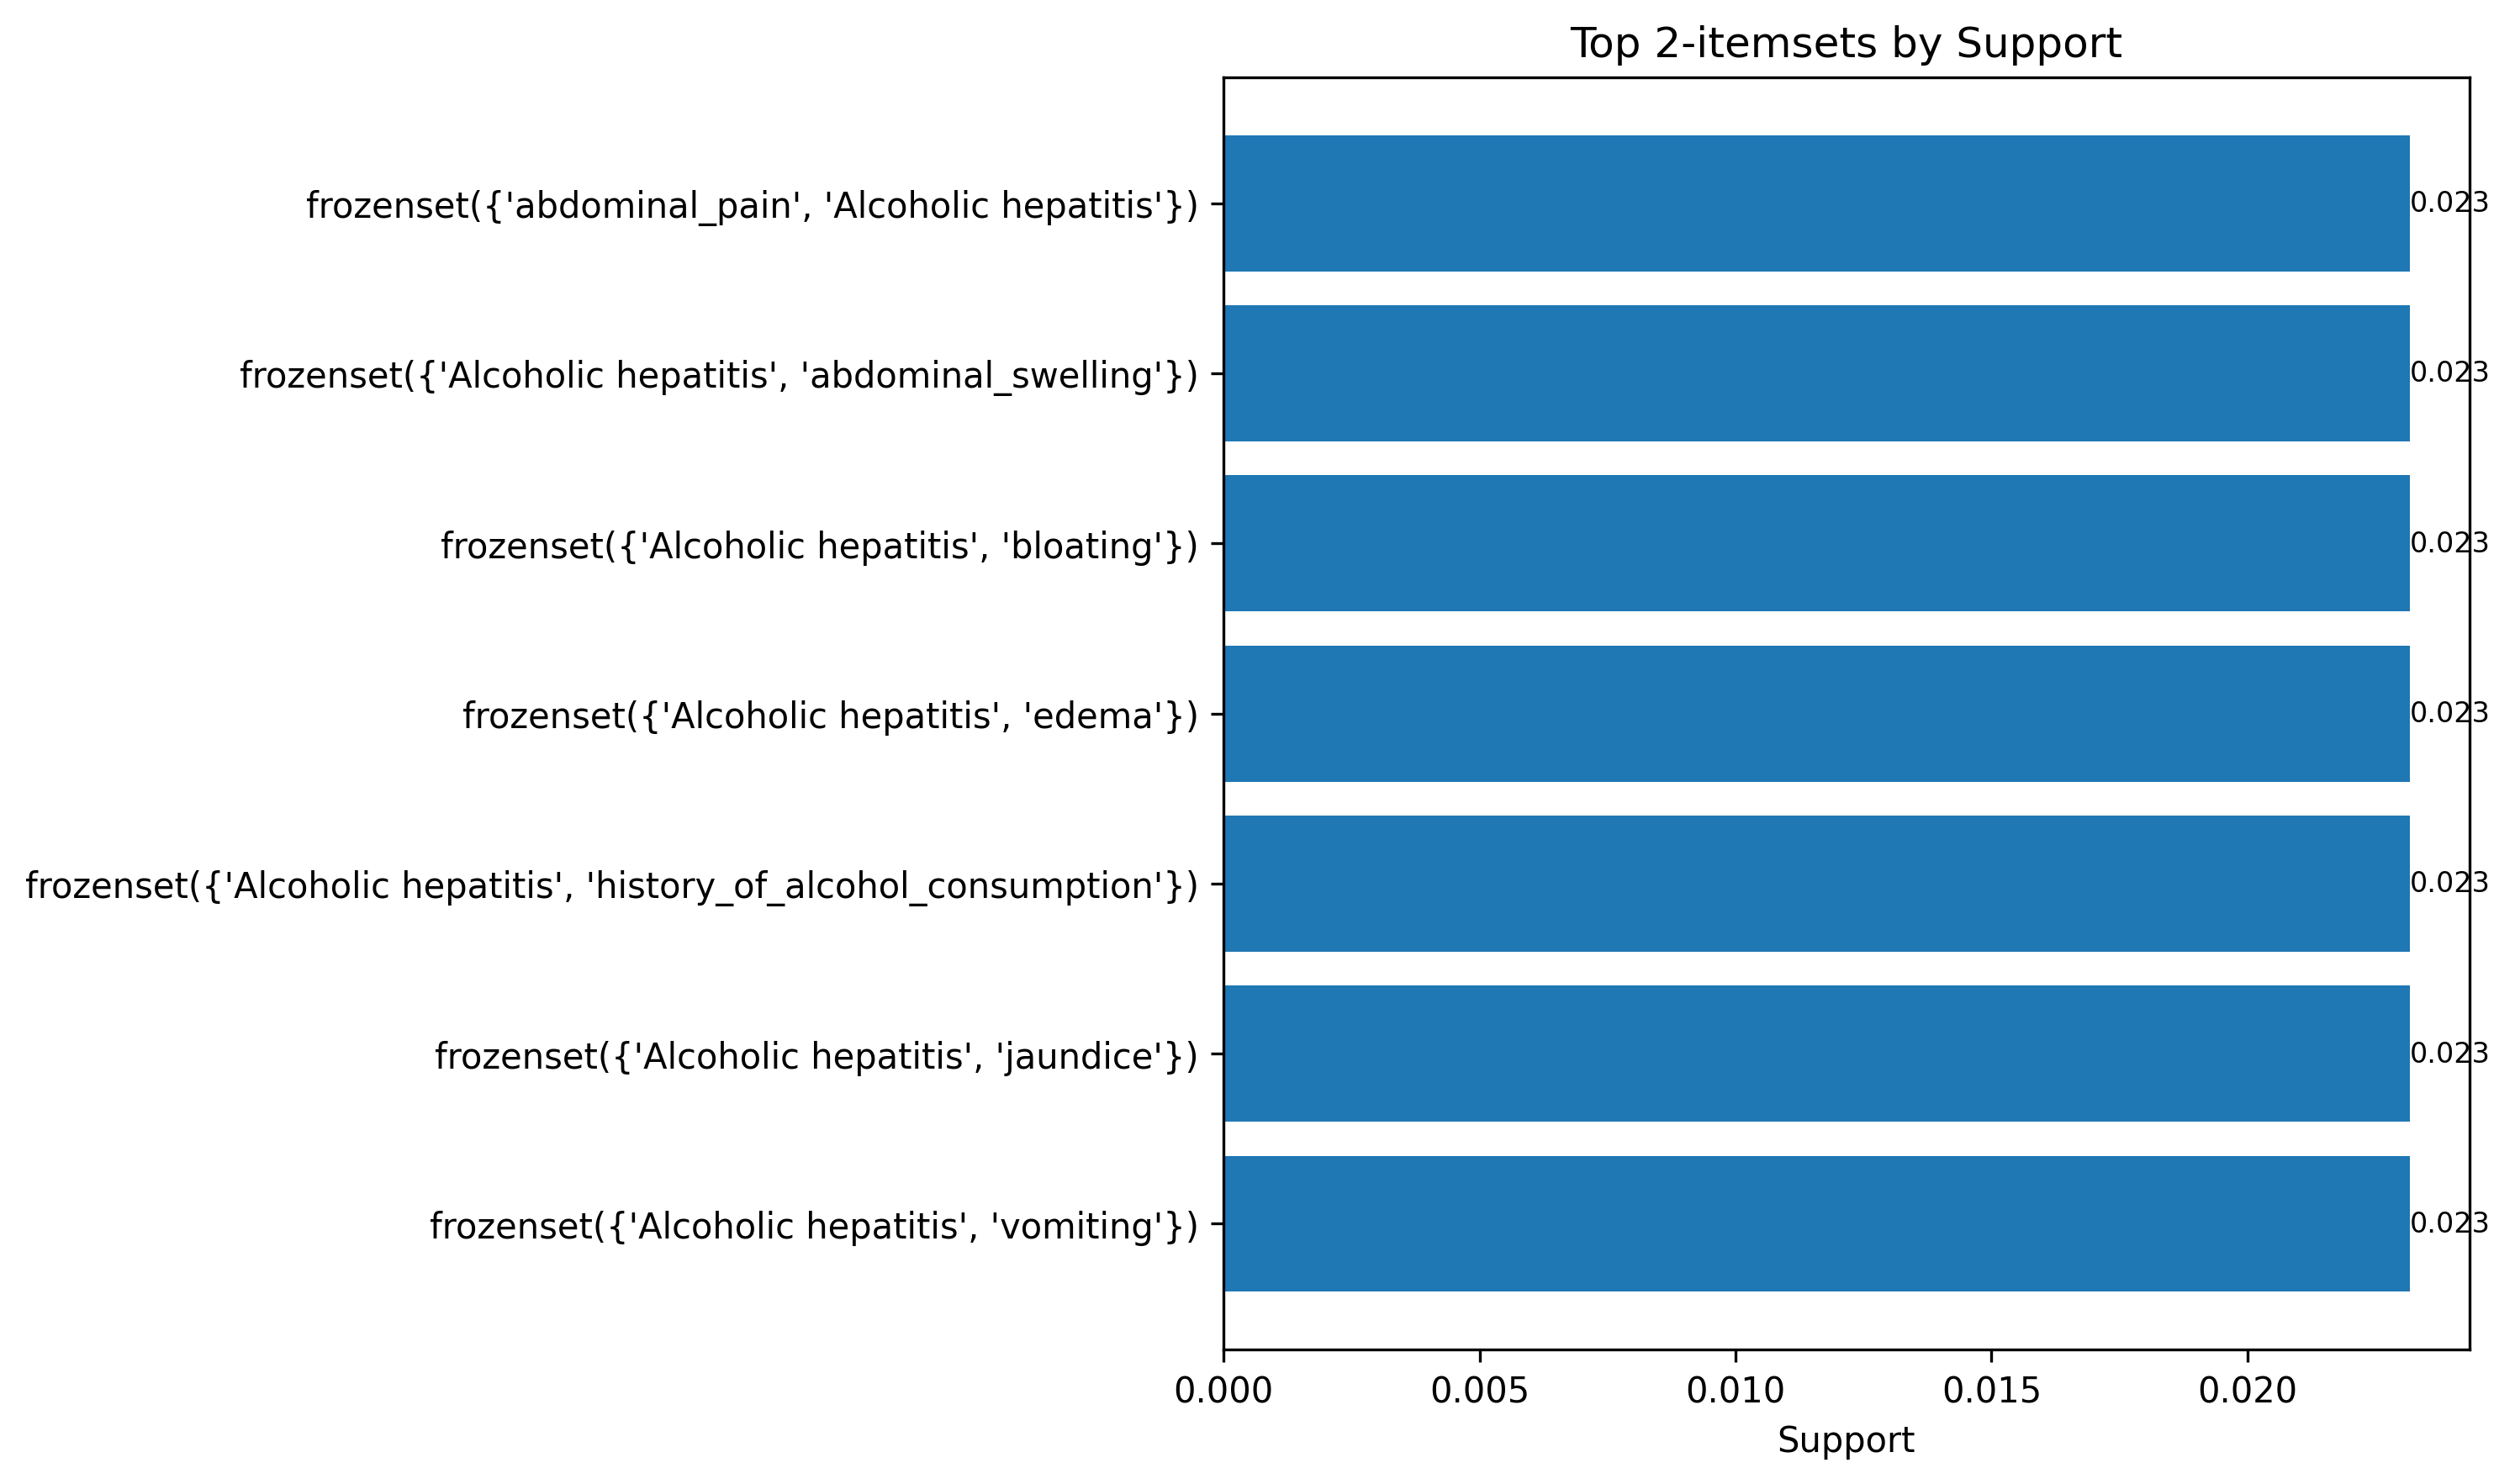 Top 2-itemsets by Support
frozenset({'abdominal_pain', 'Alcoholic hepatitis'})
0.023
frozenset({'Alcoholic hepatitis', 'abdominal_swelling'})
0.023
frozenset({'Alcoholic hepatitis', 'bloating'})
0.023
frozenset({'Alcoholic hepatitis', 'edema'})
0.023
frozenset({'Alcoholic hepatitis', 'history_of_alcohol_consumption'})
0.023
frozenset({'Alcoholic hepatitis', 'jaundice'})
0.023
frozenset({'Alcoholic hepatitis', 'vomiting'})
0.023
0.000 0.005 0.010 0.015 0.020
Support